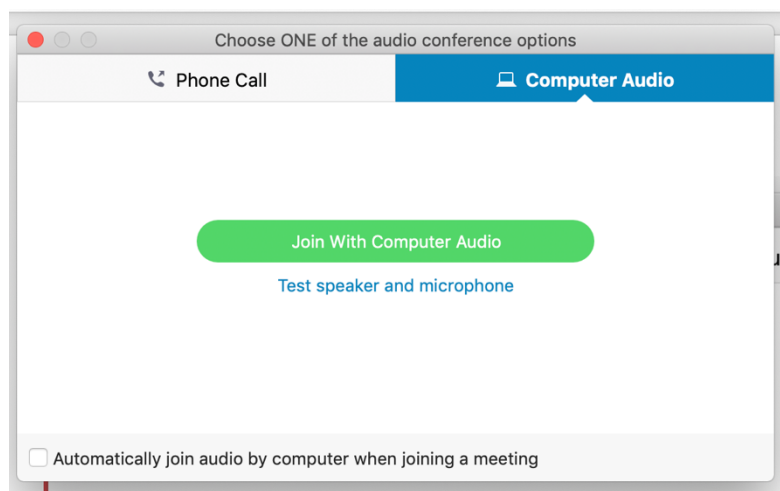 Choose ONE of the audio conference options
Phone Call
Computer Audio
Join With Computer Audio
Test speaker and microphone
Automatically join audio by computer when joining a meeting